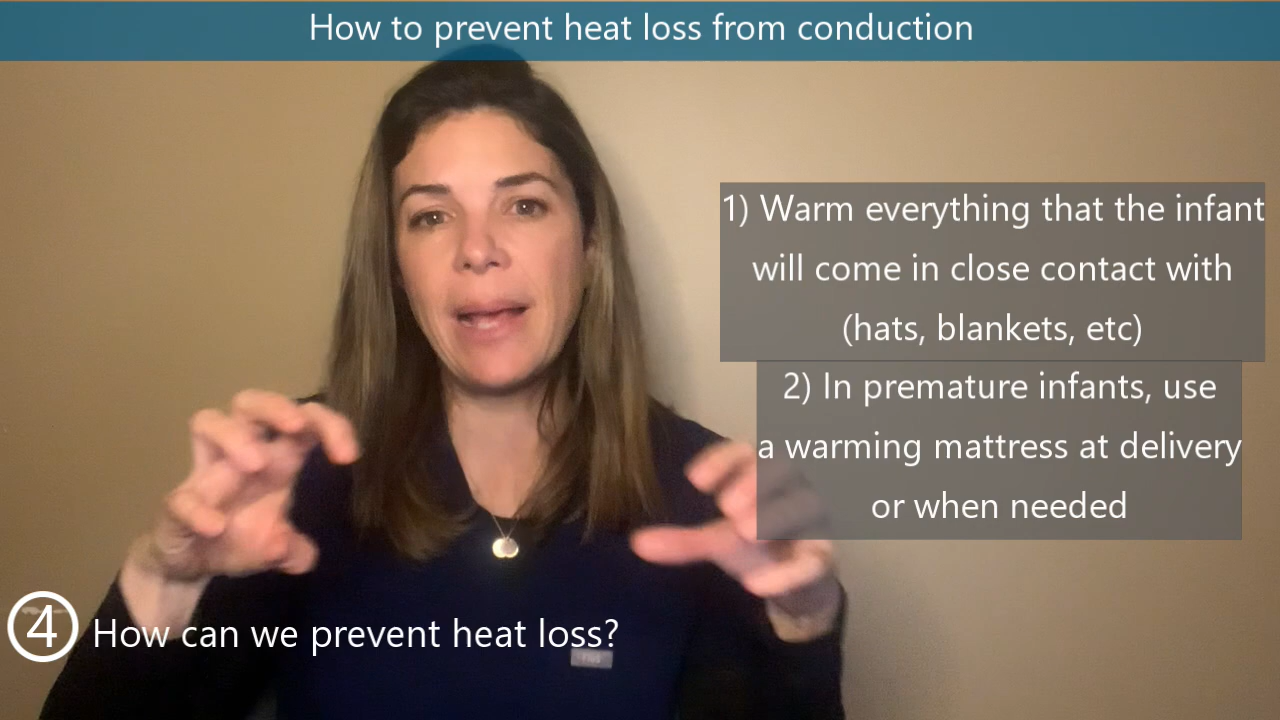 How to prevent heat loss from conduction
1) Warm everything that the infant
will come in close contact with
(hats, blankets, etc)
2) In premature infants, use
a warming mattress at delivery
or when needed
4 How can we prevent heat loss?